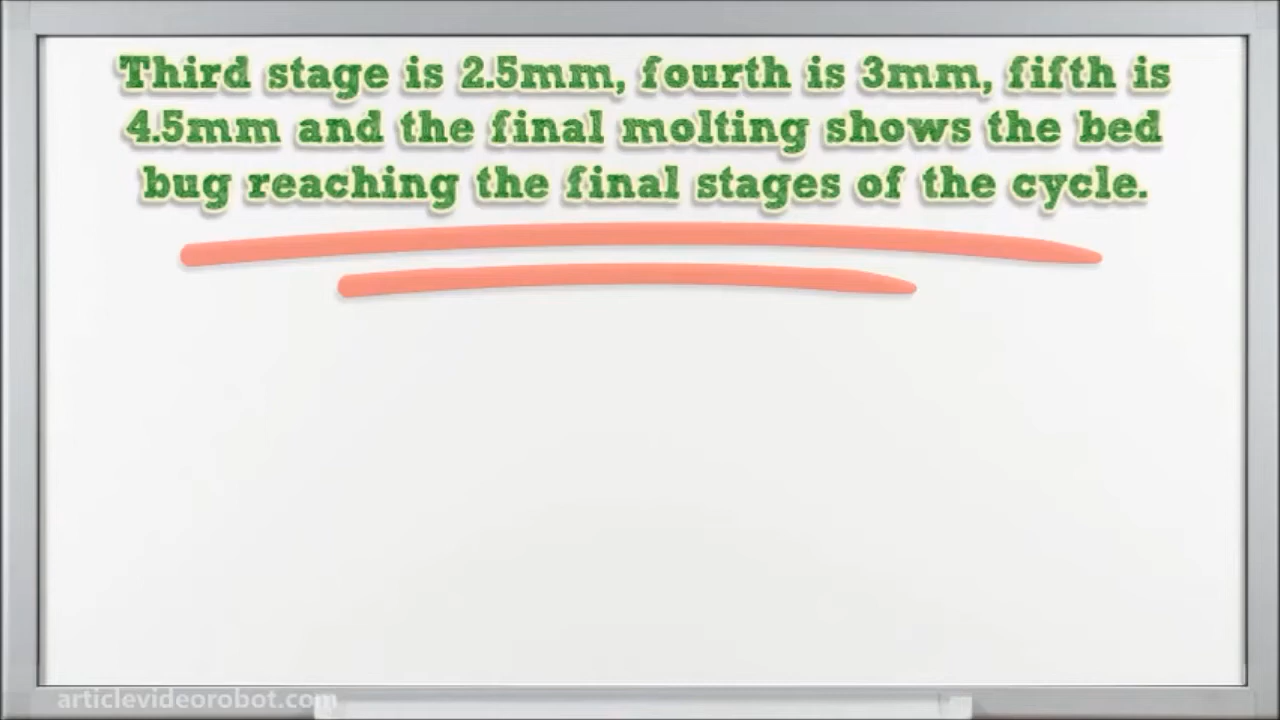 Third stage is 2.5mm, fourth is 3mm, fifth is
4.5mm and the final molting shows the bed
bug reaching the final stages of the cycle.
articlevideorobot.com